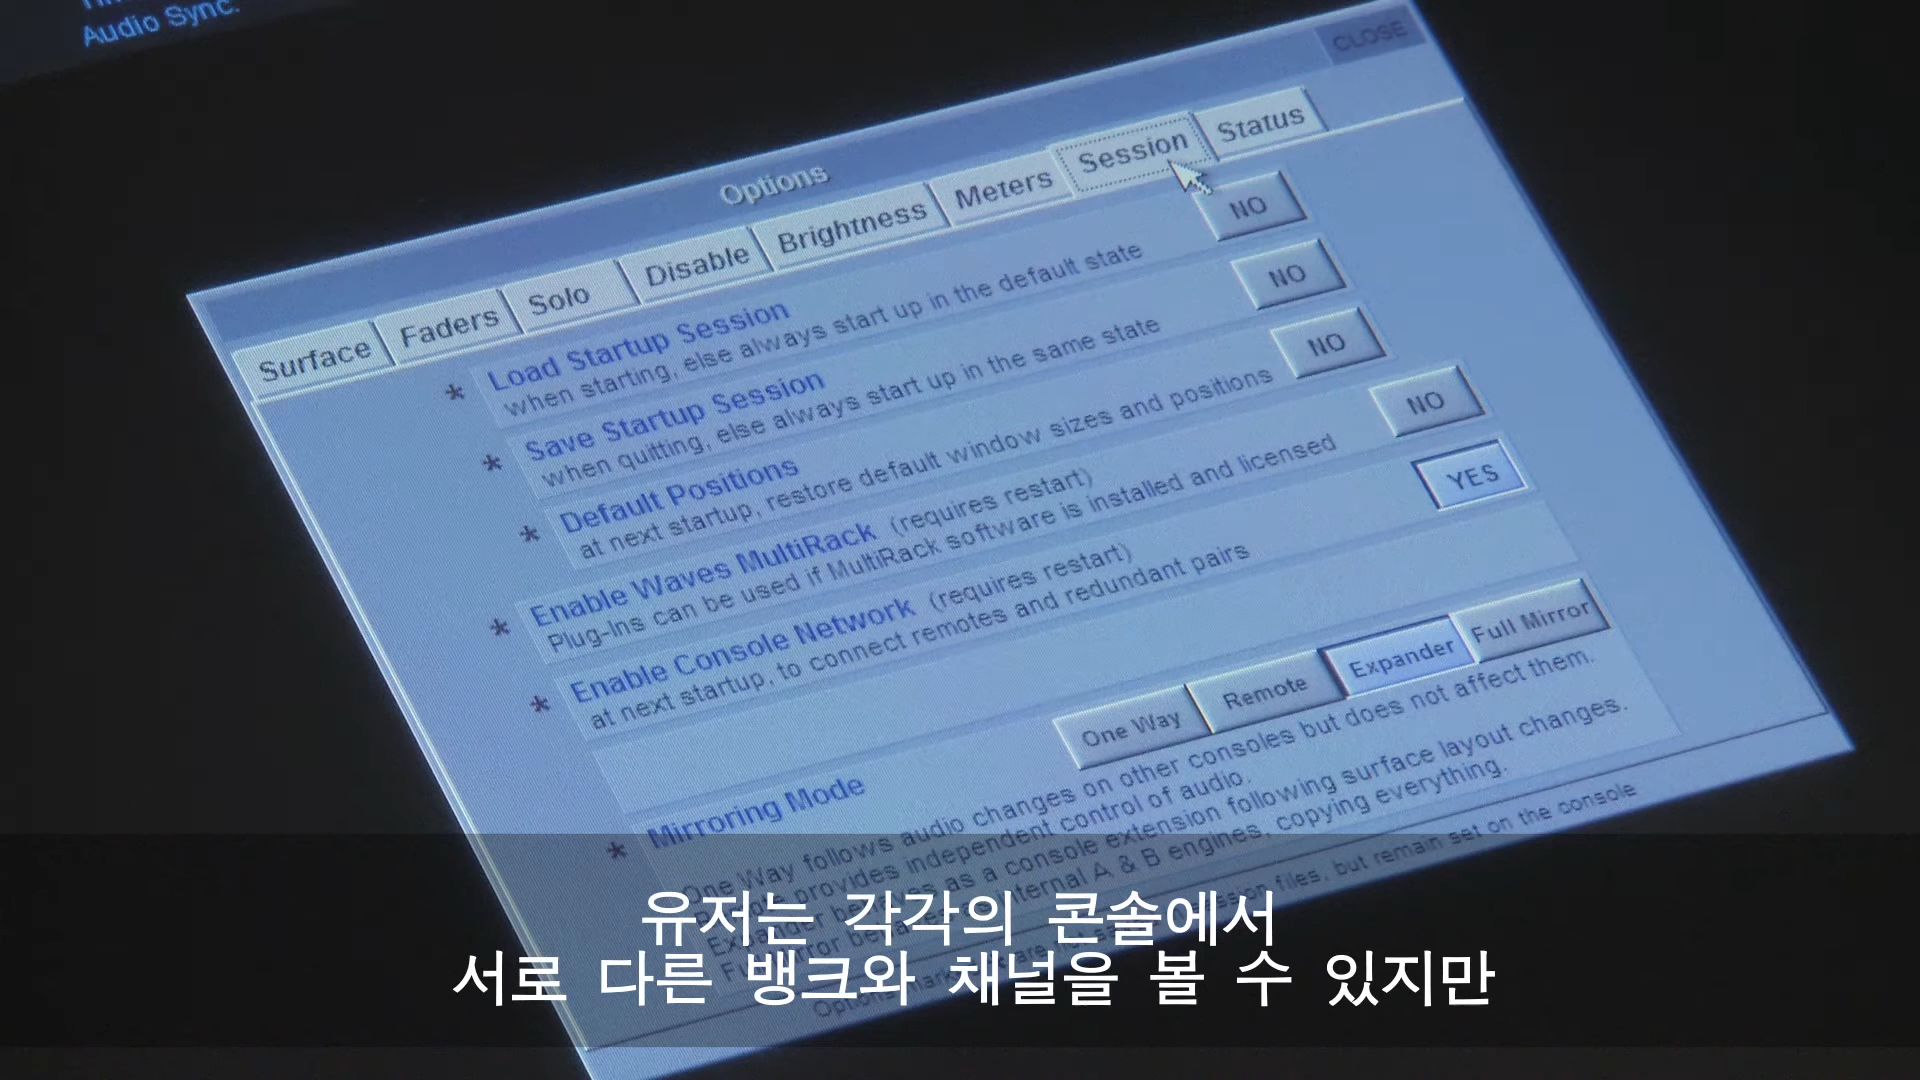 Audio Sync.
CLOSE
Options
Surface
Faders
Solo
Disable
Brightness
Meters
Session
Status
* Load Startup Session
when starting, else always start up in the default state
NO
* Save Startup Session
when quitting, else always start up in the same state
NO
* Default Positions
at next startup, restore default window sizes and positions
NO
* Enable Waves MultiRack (requires restart)
Plug-Ins can be used if MultiRack software is installed and licensed
NO
* Enable Console Network (requires restart)
at next startup, to connect remotes and redundant pairs
YES
* Mirroring Mode
One Way
Remote
Expander
Full Mirror
One Way follows audio changes on other consoles but does not affect them.
provides independent control of audio.
as a console extension following surface layout changes.
internal A & B engines, copying everything.
files, but remain set on the console
유저는 각각의 콘솔에서
서로 다른 뱅크와 채널을 볼 수 있지만